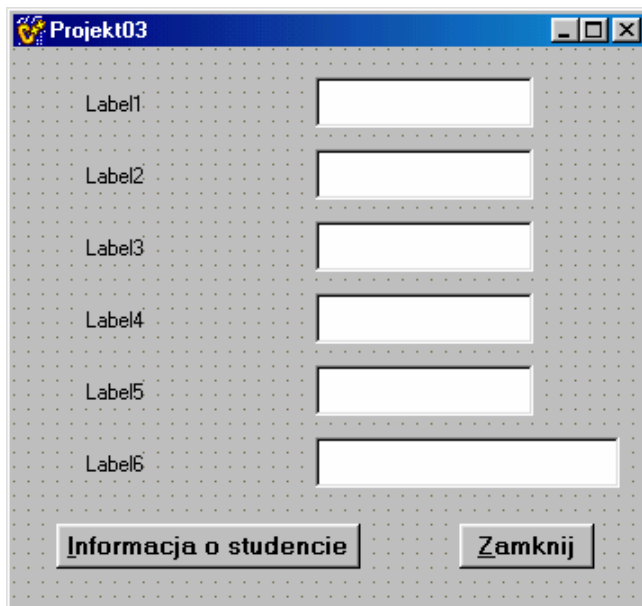 Projekt03
Label1
Label2
Label3
Label4
Label5
Label6
Informacja o studencie
Zamknij